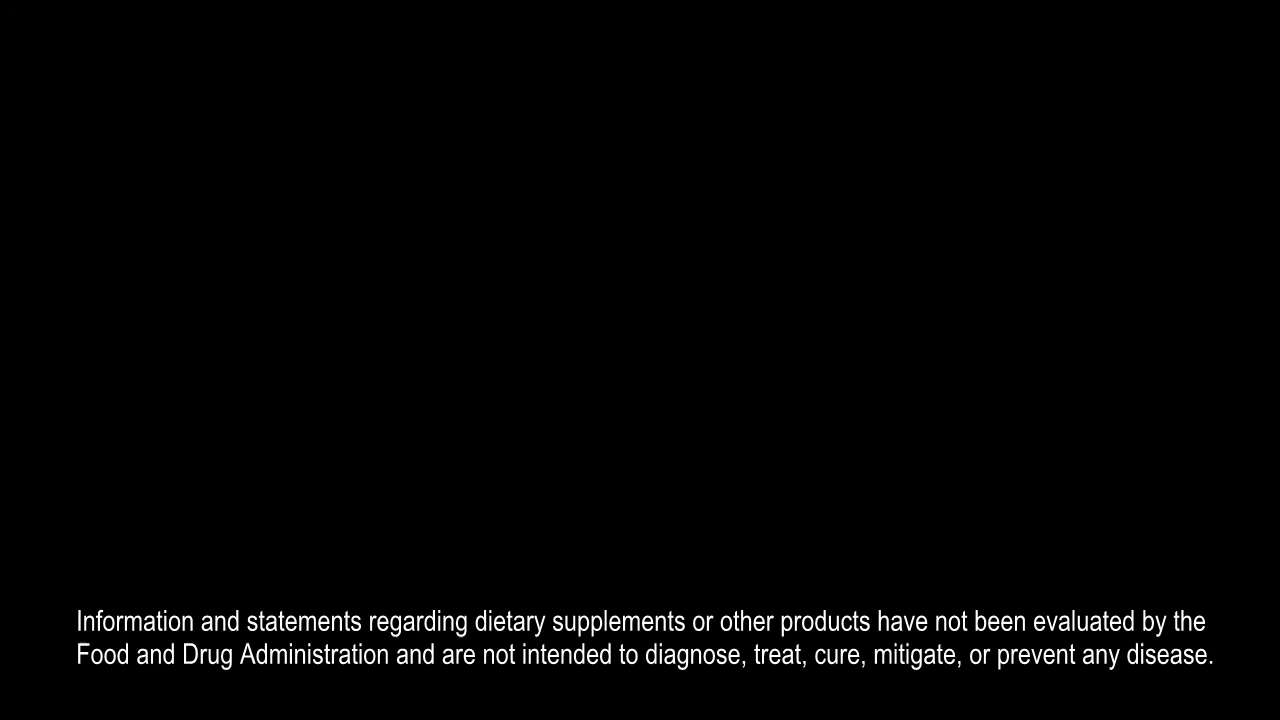 Information and statements regarding dietary supplements or other products have not been evaluated by the
Food and Drug Administration and are not intended to diagnose, treat, cure, mitigate, or prevent any disease.